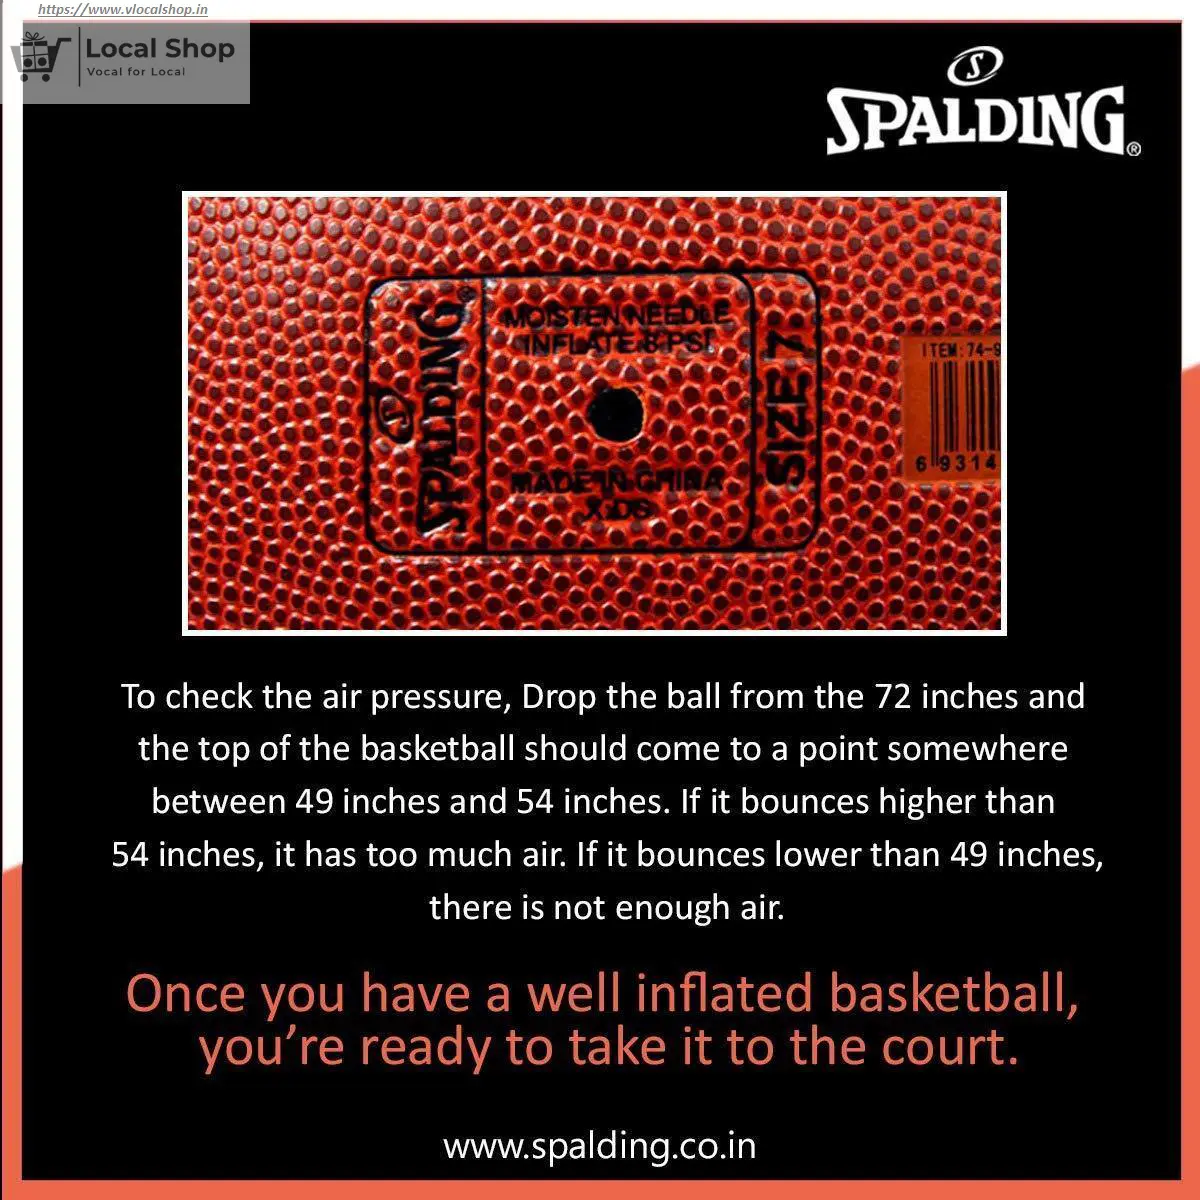 https://www.vlocalshop.in
Local Shop
Vocal for Local
SPALDING®
SPALDING®
MOISTEN NEEDLE
INFLATE 8 PSI
MADE IN CHINA
X-DS
SIZE 7
ITEM:74-9
6 9314
To check the air pressure, Drop the ball from the 72 inches and
the top of the basketball should come to a point somewhere
between 49 inches and 54 inches. If it bounces higher than
54 inches, it has too much air. If it bounces lower than 49 inches,
there is not enough air.
Once you have a well inflated basketball,
you’re ready to take it to the court.
www.spalding.co.in